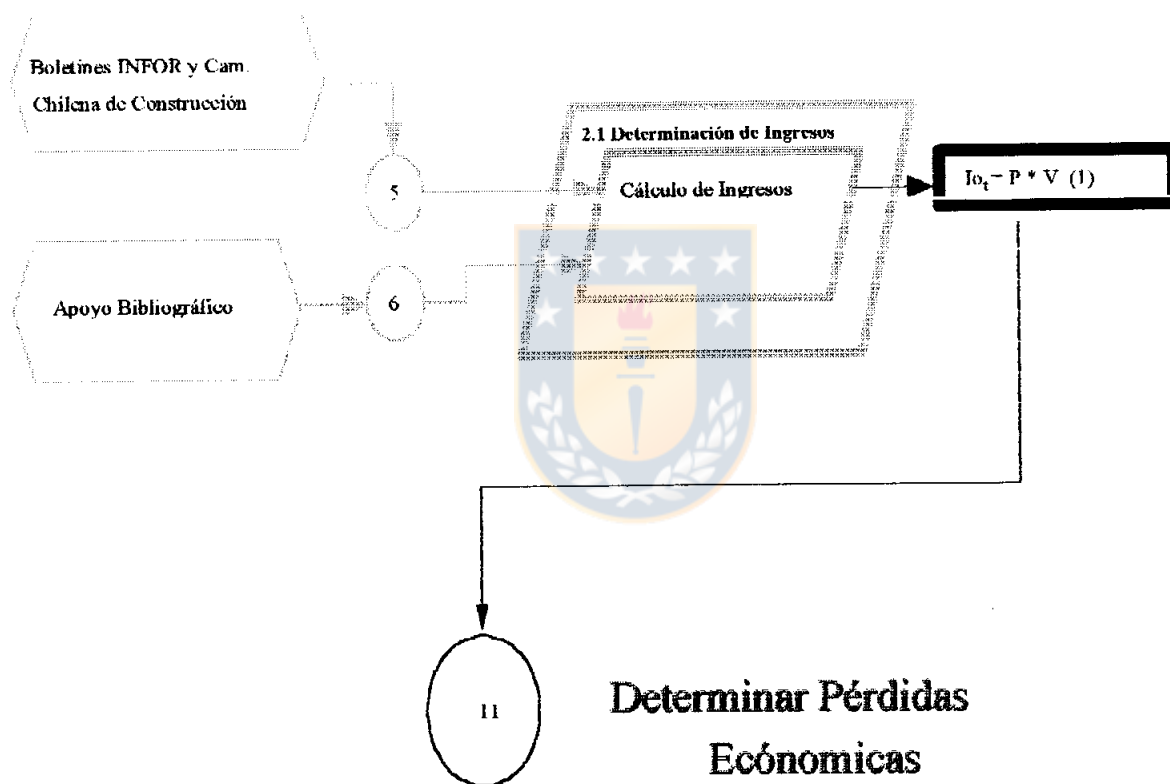 Boletines INFOR y Cam.
Chilena de Construcción
2.1 Determinación de Ingresos
5
Cálculo de Ingresos
Io_t = P * V (1)
Apoyo Bibliográfico
6
11
Determinar Pérdidas
Ecónomicas